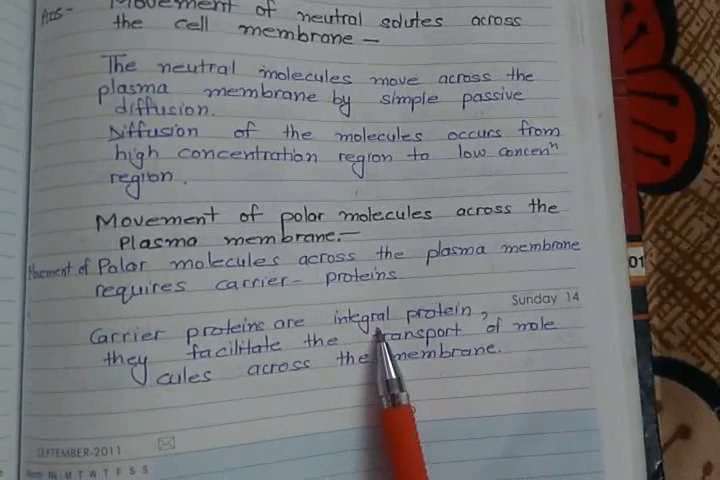 Ans- Movement of neutral solutes across
the cell membrane -
The neutral molecules move across the
plasma membrane by simple passive
diffusion.
Diffusion of the molecules occurs from
high concentration region to low concenⁿ
region.
Movement of polar molecules across the
Plasma membrane.-
Movement of Polar molecules across the plasma membrane
requires carrier- proteins
Sunday 14
Carrier proteins are integral protein,
they facilitate the transport of mole
cules across the membrane.
SEPTEMBER-2011
M T W T F S S
01